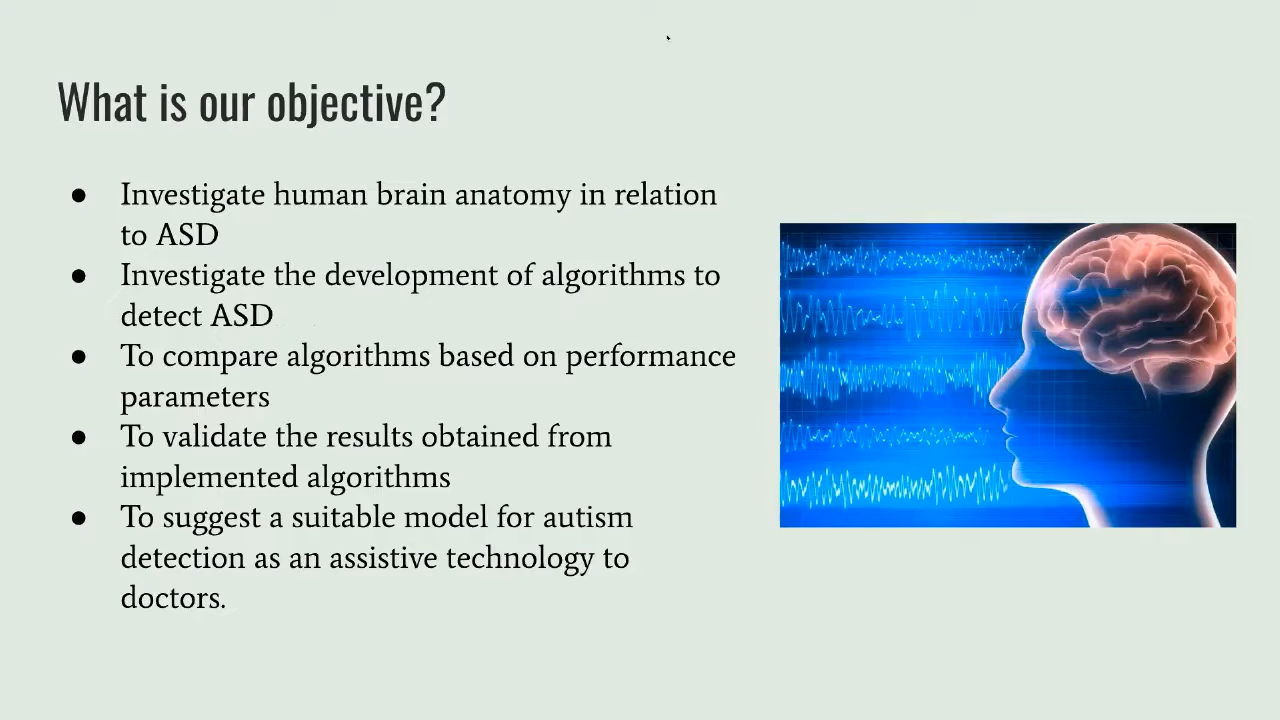 What is our objective?
● Investigate human brain anatomy in relation
to ASD
● Investigate the development of algorithms to
detect ASD
● To compare algorithms based on performance
parameters
● To validate the results obtained from
implemented algorithms
● To suggest a suitable model for autism
detection as an assistive technology to
doctors.